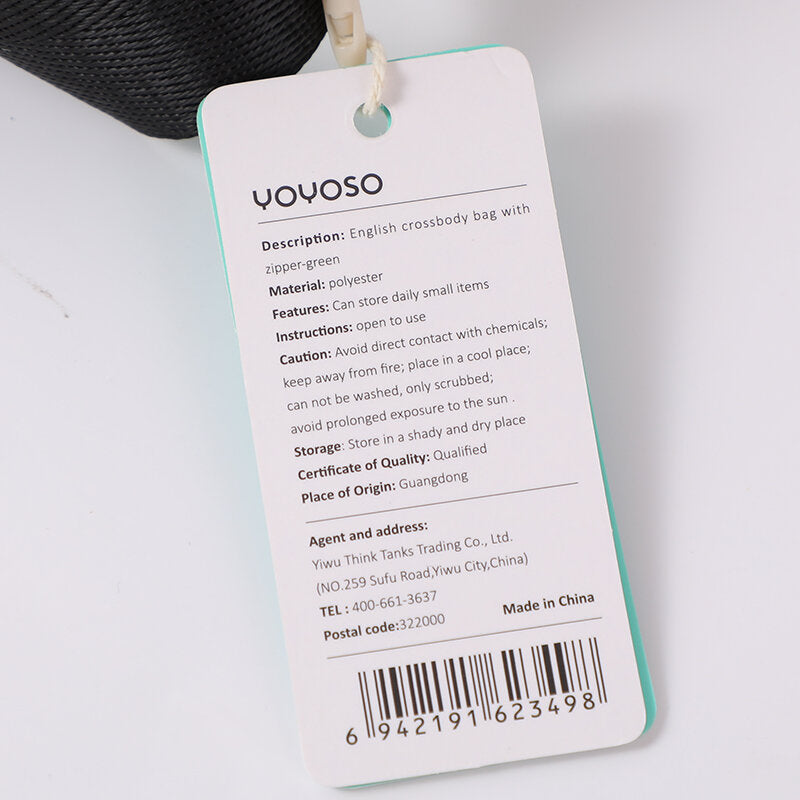 YOYOSO
Description: English crossbody bag with
zipper-green
Material: polyester
Features: Can store daily small items
Instructions: open to use
Caution: Avoid direct contact with chemicals;
keep away from fire; place in a cool place;
can not be washed, only scrubbed;
avoid prolonged exposure to the sun .
Storage: Store in a shady and dry place
Certificate of Quality: Qualified
Place of Origin: Guangdong
Agent and address:
Yiwu Think Tanks Trading Co., Ltd.
(NO.259 Sufu Road,Yiwu City,China)
TEL : 400-661-3637
Postal code:322000
Made in China
6 942191 623498